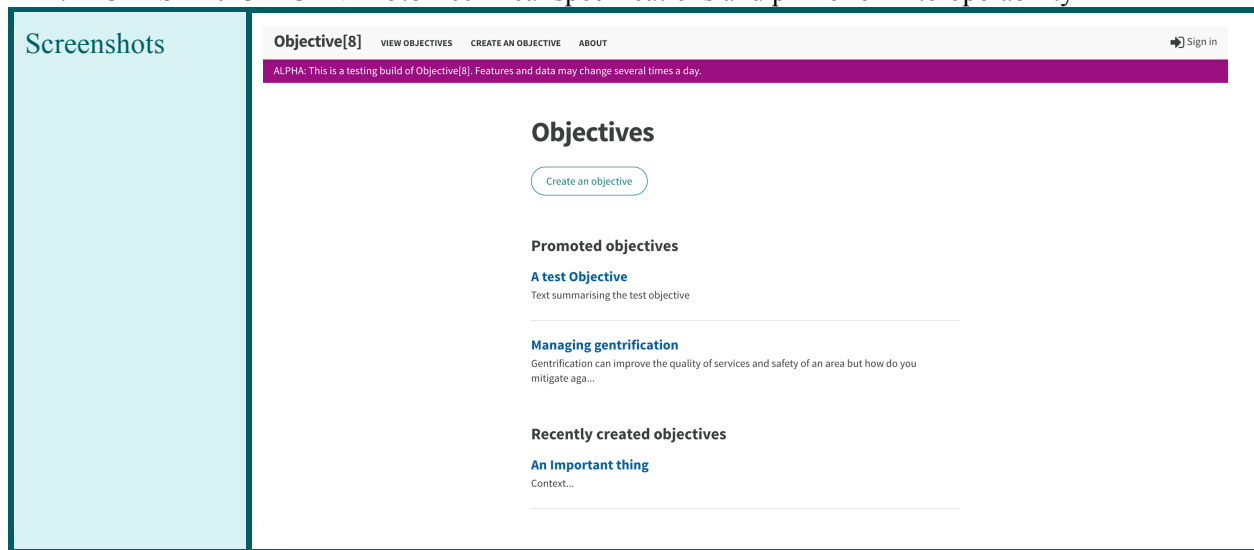 Screenshots
Objective[8] VIEW OBJECTIVES CREATE AN OBJECTIVE ABOUT Sign in
ALPHA: This is a testing build of Objective[8]. Features and data may change several times a day.
Objectives
Create an objective
Promoted objectives
A test Objective
Text summarising the test objective
Managing gentrification
Gentrification can improve the quality of services and safety of an area but how do you
mitigate aga...
Recently created objectives
An Important thing
Context...